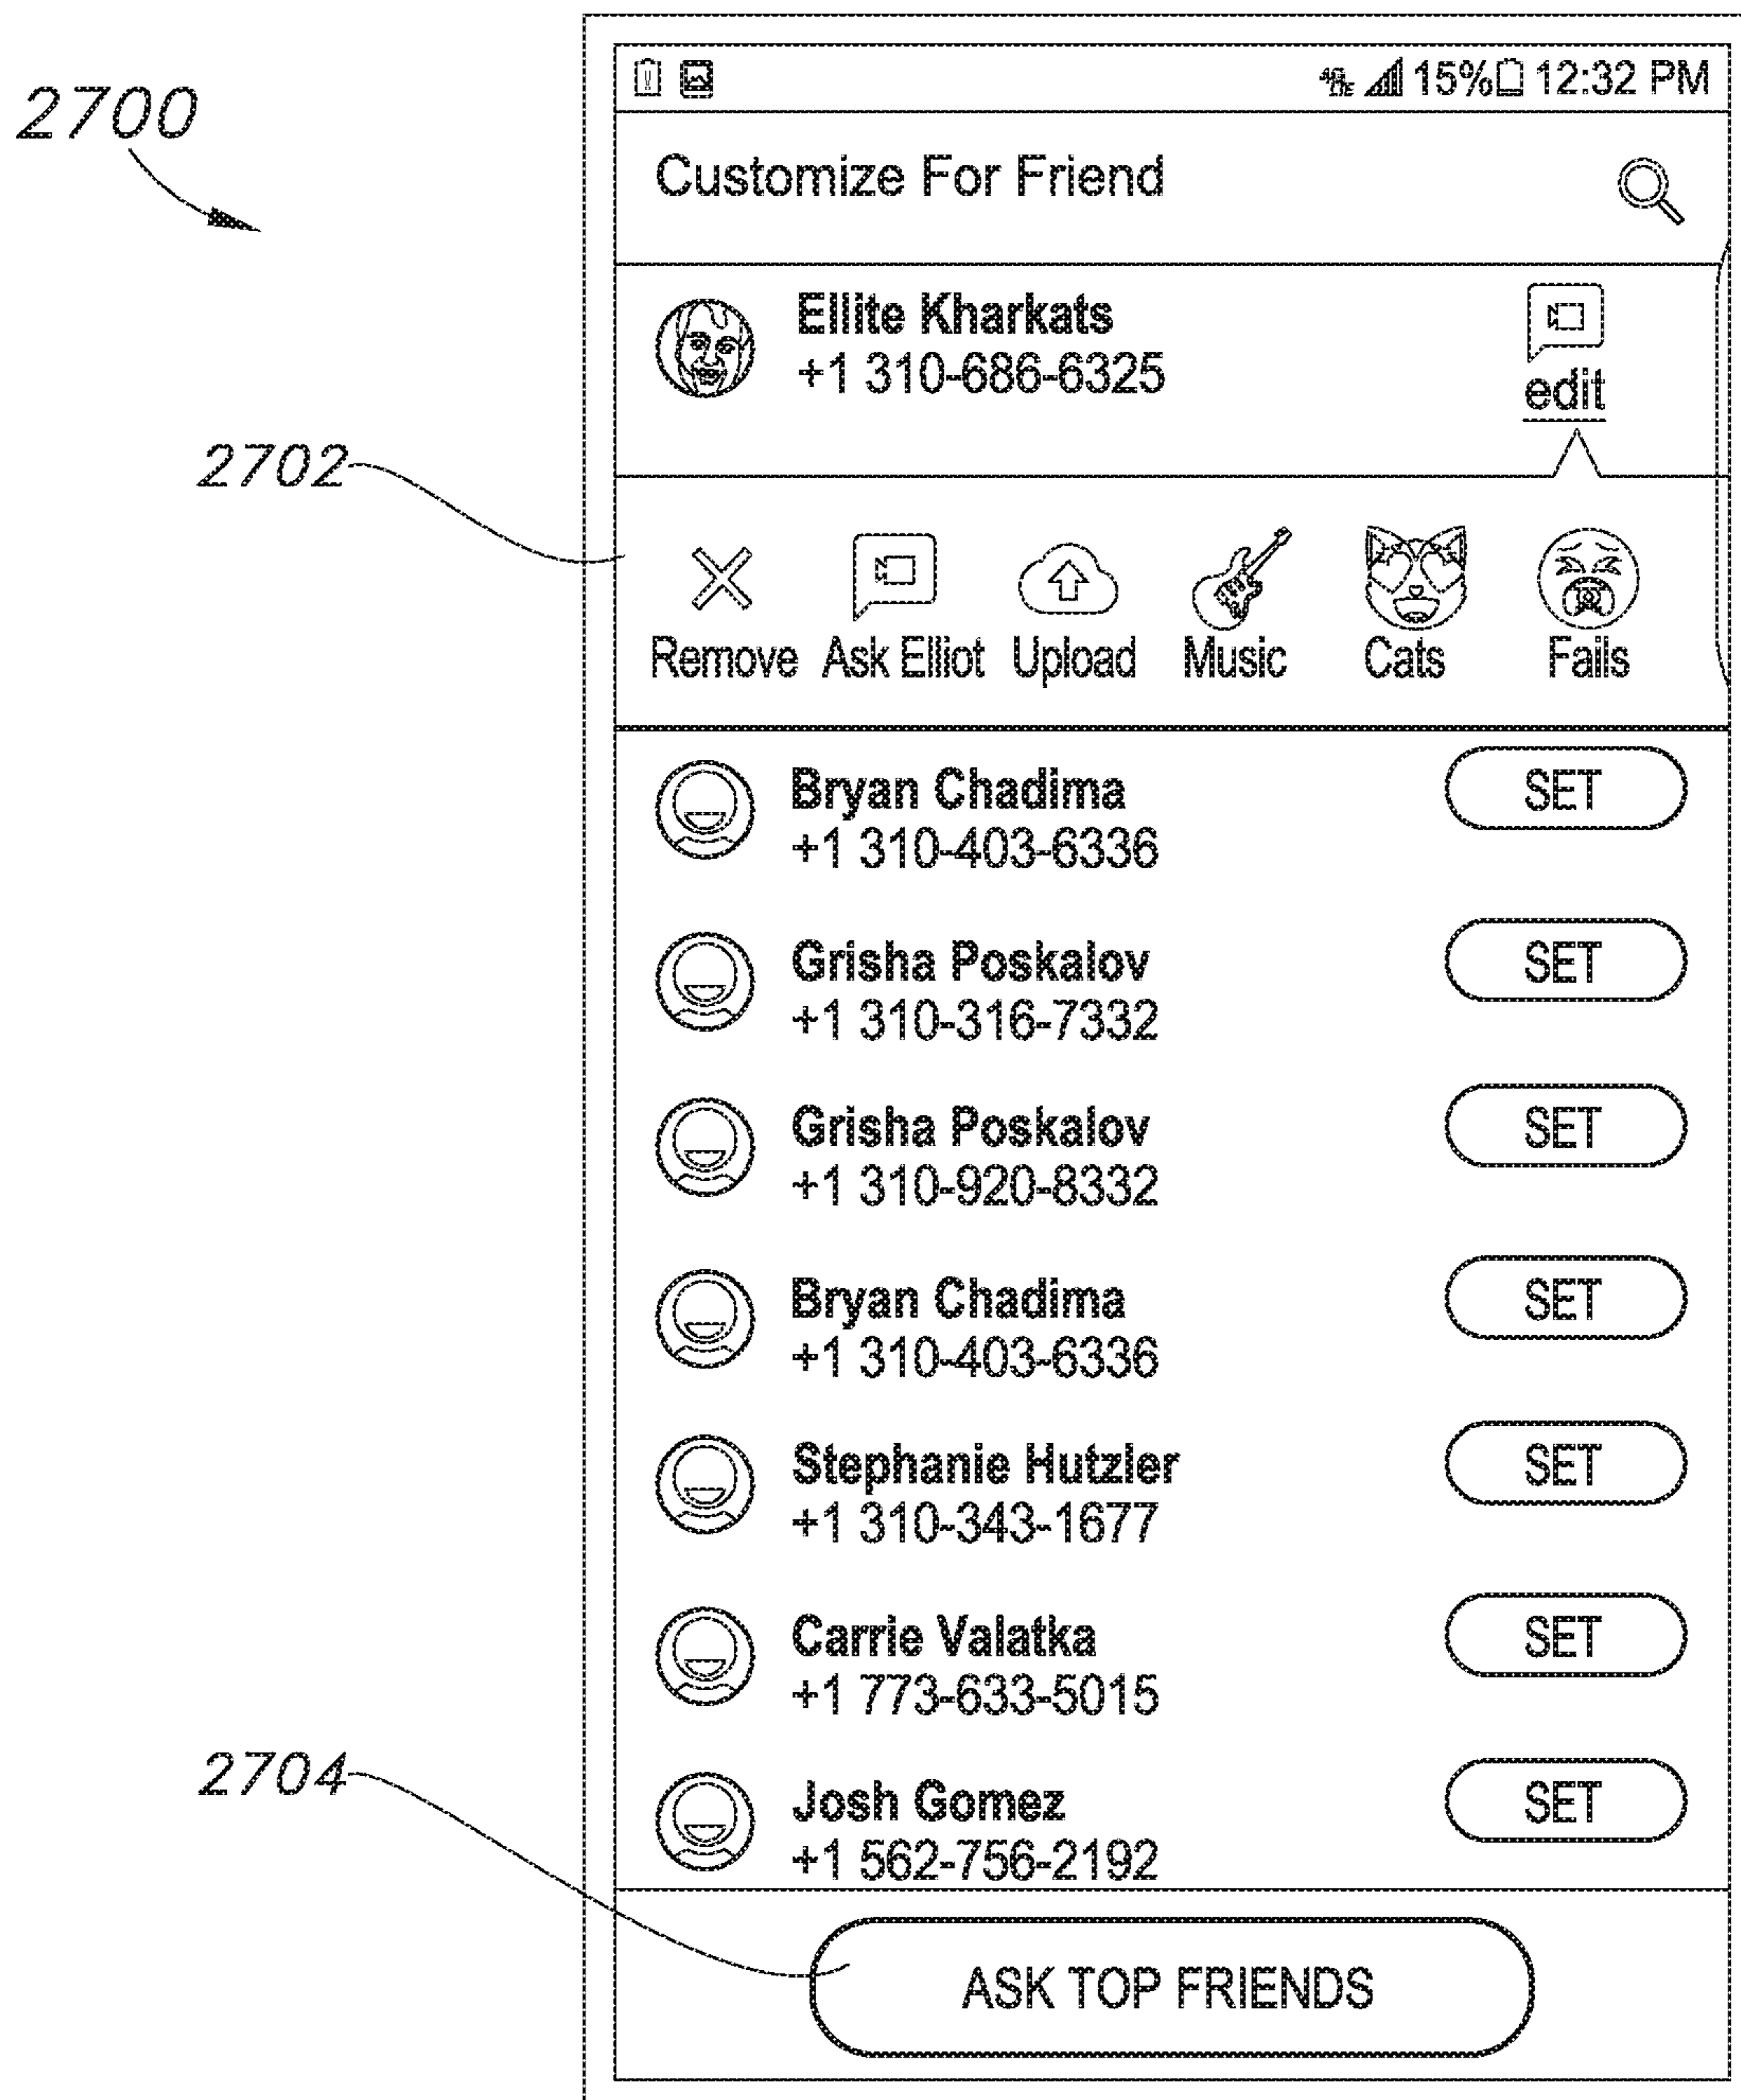 2700
15% 12:32 PM
Customize For Friend
Ellite Kharkats
+1 310-686-6325
edit
2702
Remove Ask Elliot Upload Music Cats Fails
Bryan Chadima SET
+1 310-403-6336
Grisha Poskalov SET
+1 310-316-7332
Grisha Poskalov SET
+1 310-920-8332
Bryan Chadima SET
+1 310-403-6336
Stephanie Hutzler SET
+1 310-343-1677
Carrie Valatka SET
+1 773-633-5015
2704
Josh Gomez SET
+1 562-756-2192
ASK TOP FRIENDS